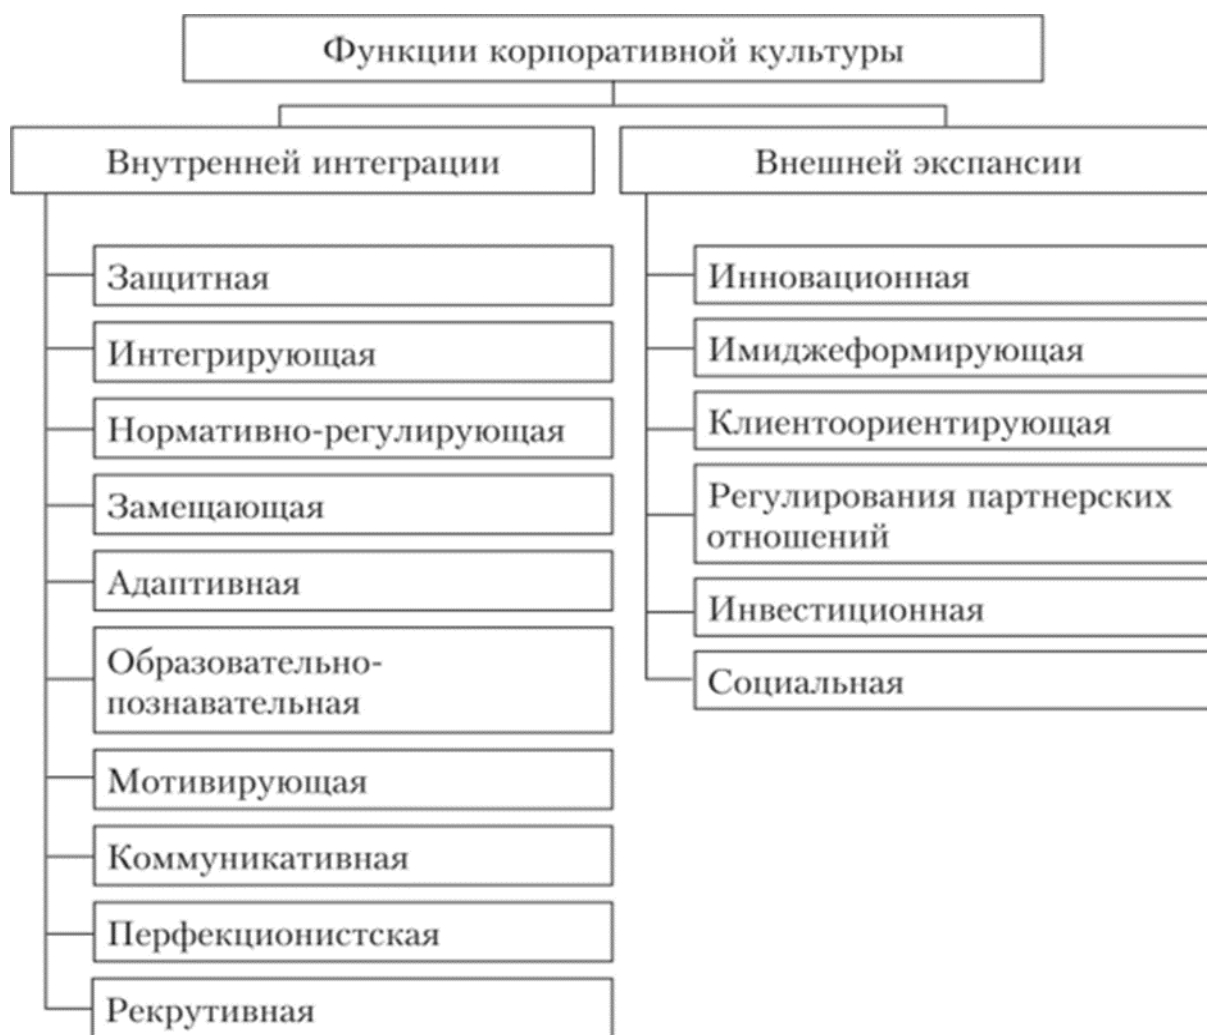 Функции корпоративной культуры
Внутренней интеграции
Защитная
Интегрирующая
Нормативно-регулирующая
Замещающая
Адаптивная
Образовательно-
познавательная
Мотивирующая
Коммуникативная
Перфекционистская
Рекрутивная
Внешней экспансии
Инновационная
Имиджеформирующая
Клиентоориентирующая
Регулирования партнерских
отношений
Инвестиционная
Социальная